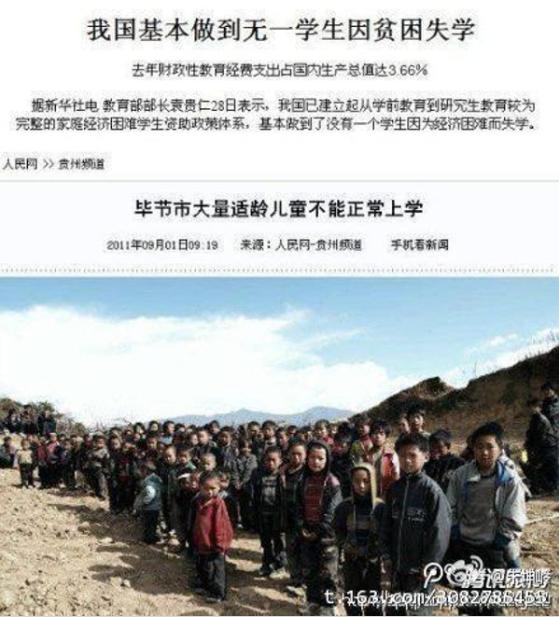 我国基本做到无一学生因贫困失学
去年财政性教育经费支出占国内生产总值达3.66%
据新华社电 教育部部长袁贵仁28日表示，我国已建立起从学前教育到研究生教育较为
完整的家庭经济困难学生资助政策体系，基本做到了没有一个学生因为经济困难而失学。
人民网 >> 贵州频道
毕节市大量适龄儿童不能正常上学
2011年09月01日09:19 来源：人民网-贵州频道 手机看新闻
t.163.com/3082785458